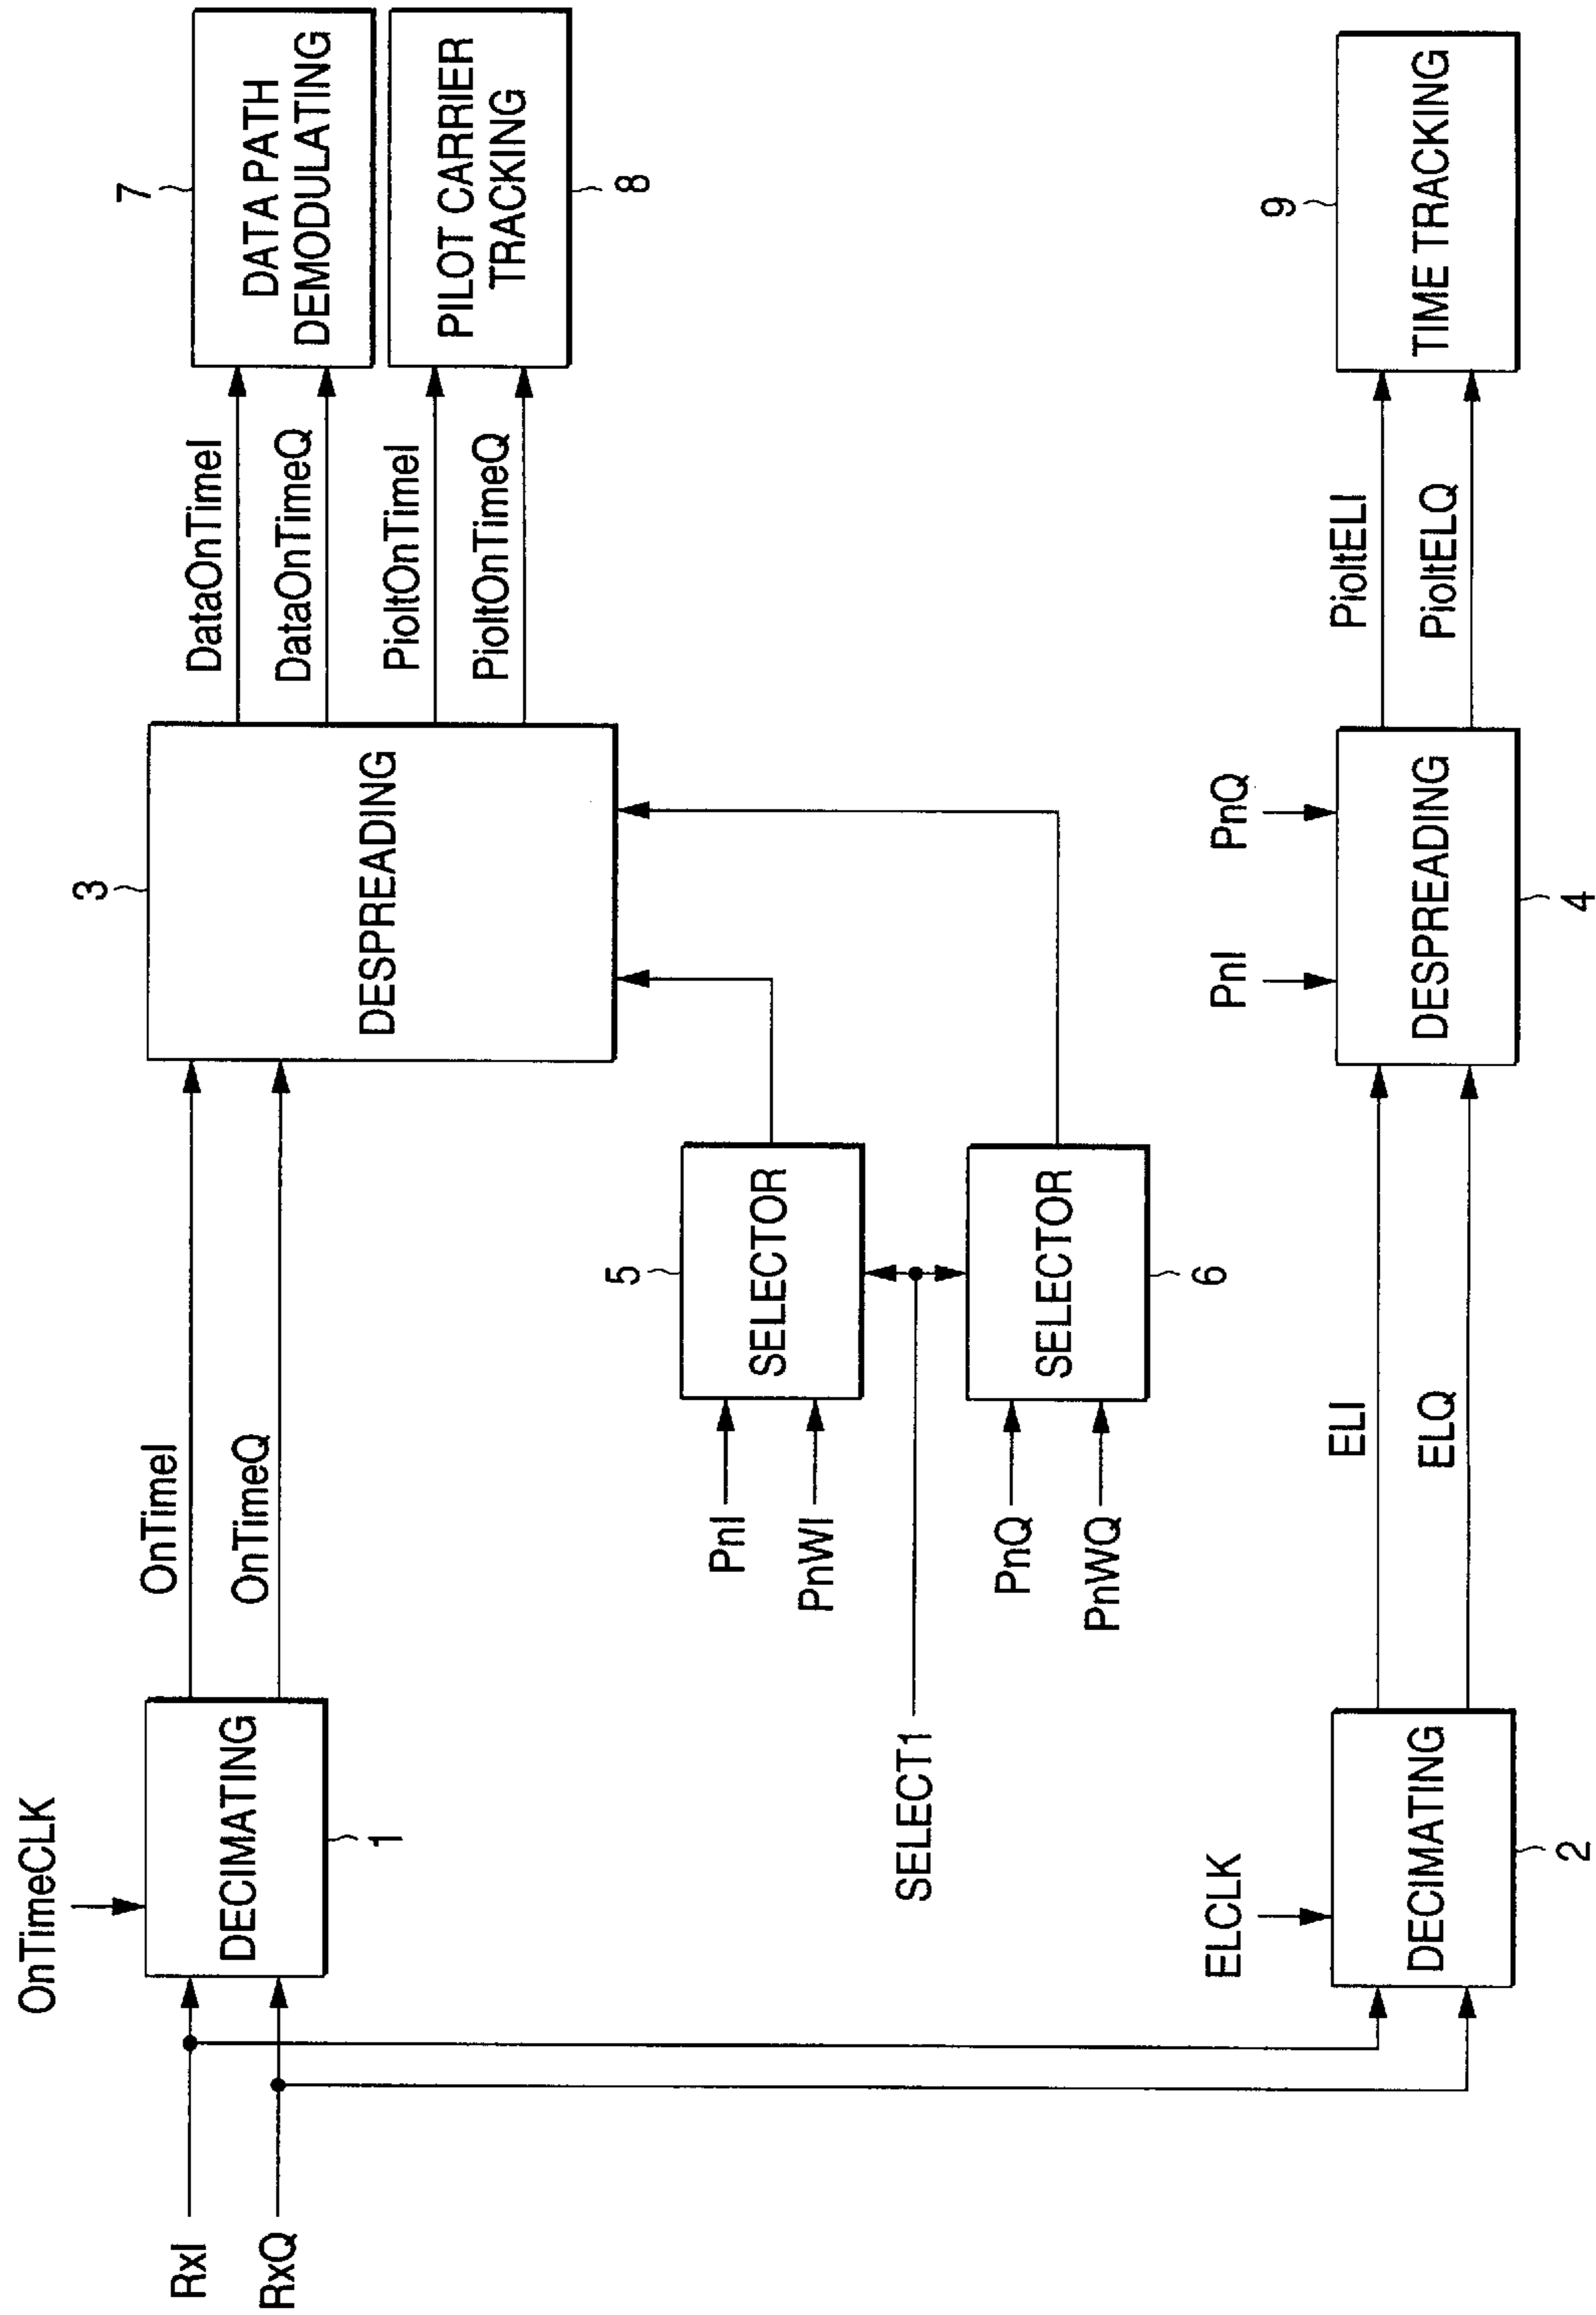 OnTimeCLK
RxI
RxQ
DECIMATING
1
OnTimeI
OnTimeQ
3
DESPREADING
DataOnTimeI
DataOnTimeQ
PioltOnTimeI
PioltOnTimeQ
7
DATA PATH
DEMODULATING
PILOT CARRIER
TRACKING
8
5
SELECTOR
PnI
PnWI
SELECT1
SELECTOR
6
PnQ
PnWQ
ELCLK
DECIMATING
2
ELI
ELQ
PnI
PnQ
DESPREADING
4
PioltELI
PioltELQ
9
TIME TRACKING